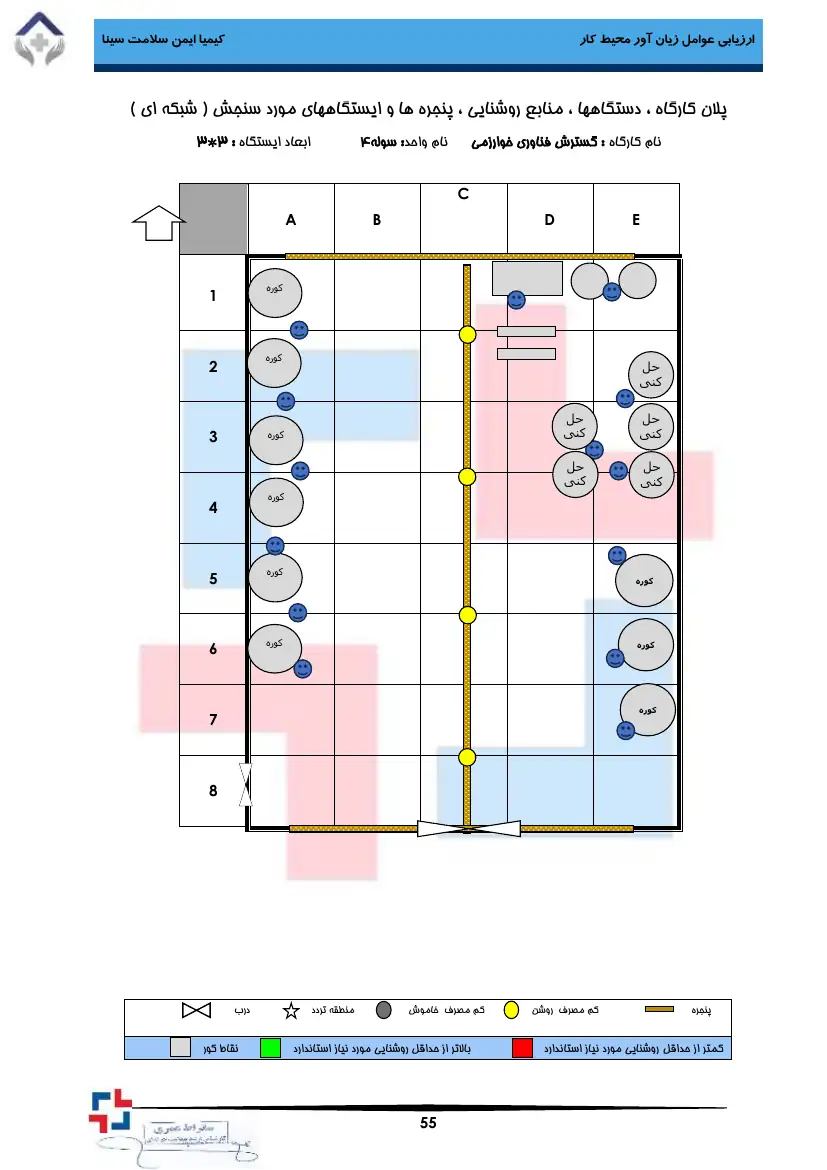 ارزیابی عوامل زیان آور محیط کار
کیمیا ایمن سلامت سینا
پلان کارگاه ، دستگاهها ، منابع روشنایی ، پنجره ها و ایستگاههای مورد سنجش ( شبکه ای )
نام کارگاه : گسترش فناوری خوارزمی نام واحد: سوله۴ ابعاد ایستگاه : ۳*۳
A B C D E
1
کوره
2
کوره
حل کنی
3
کوره
حل کنی
حل کنی
4
کوره
حل کنی
حل کنی
5
کوره
کوره
6
کوره
کوره
7
کوره
8
پنجره کم مصرف روشن کم مصرف خاموش منطقه تردد درب
کمتر از حداقل روشنایی مورد نیاز استاندارد بالاتر از حداقل روشنایی مورد نیاز استاندارد نقاط کور
55